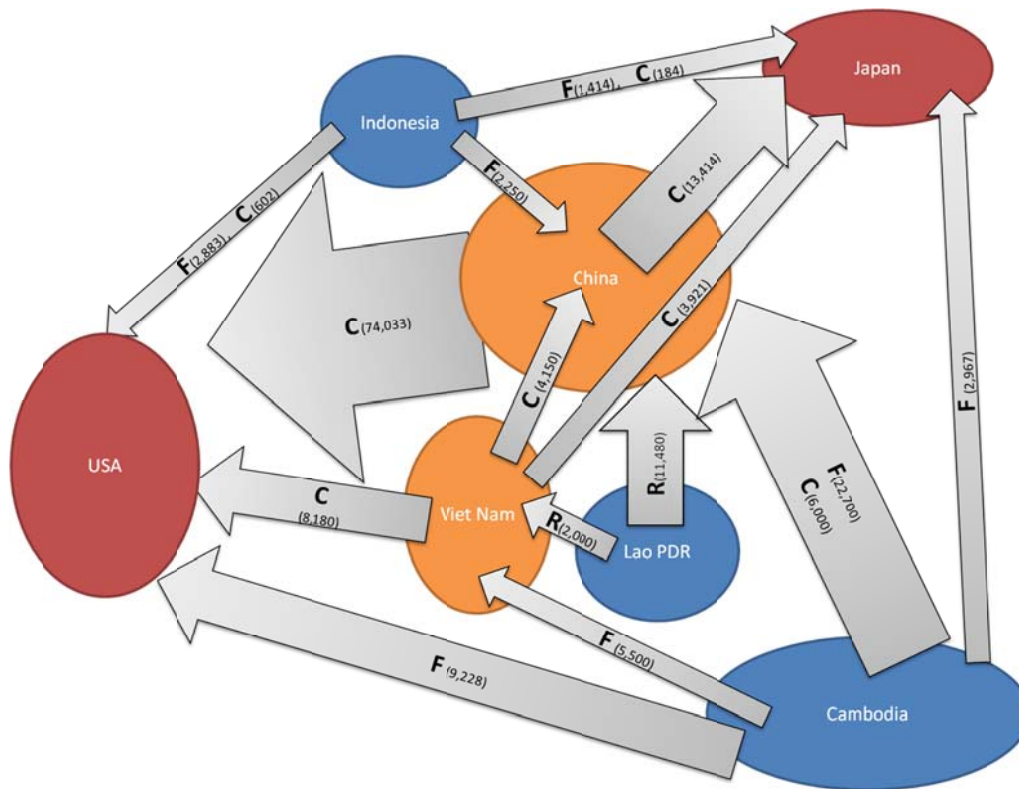 Japan
Indonesia
F(1,414), C(184)
F(2,250)
C(13,414)
F(2,883), C(602)
China
C(74,033)
C(3,921)
C(4,150)
F(2,967)
USA
C
(8,180)
Viet Nam
R(2,000)
R(11,480)
Lao PDR
F(22,700)
C(6,000)
F(5,500)
F(9,228)
Cambodia